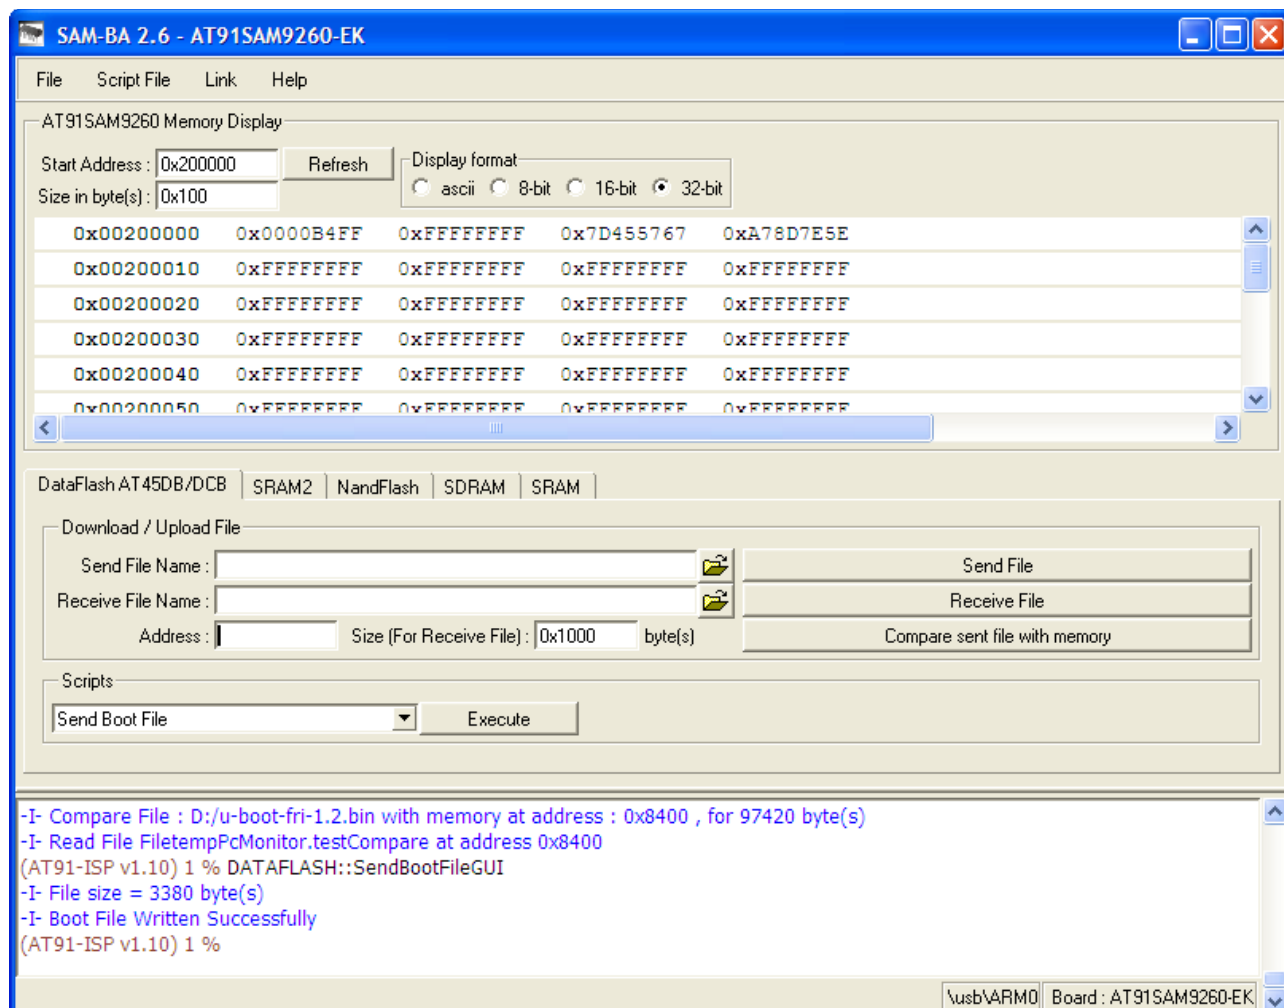 SAM-BA 2.6 - AT91SAM9260-EK
File Script File Link Help
AT91SAM9260 Memory Display
Start Address : 0x200000 Refresh
Display format
ascii 8-bit 16-bit 32-bit
Size in byte(s) : 0x100
0x00200000 0x0000B4FF 0xFFFFFFFF 0x7D455767 0xA78D7E5E
0x00200010 0xFFFFFFFF 0xFFFFFFFF 0xFFFFFFFF 0xFFFFFFFF
0x00200020 0xFFFFFFFF 0xFFFFFFFF 0xFFFFFFFF 0xFFFFFFFF
0x00200030 0xFFFFFFFF 0xFFFFFFFF 0xFFFFFFFF 0xFFFFFFFF
0x00200040 0xFFFFFFFF 0xFFFFFFFF 0xFFFFFFFF 0xFFFFFFFF
0x00200050 0xFFFFFFFF 0xFFFFFFFF 0xFFFFFFFF 0xFFFFFFFF
DataFlash AT45DB/DCB SRAM2 NandFlash SDRAM SRAM
Download / Upload File
Send File Name : Send File
Receive File Name : Receive File
Address : Size (For Receive File) : 0x1000 byte(s) Compare sent file with memory
Scripts
Send Boot File Execute
-I- Compare File : D:/u-boot-fri-1.2.bin with memory at address : 0x8400 , for 97420 byte(s)
-I- Read File FiletempPcMonitor.testCompare at address 0x8400
(AT91-ISP v1.10) 1 % DATAFLASH::SendBootFileGUI
-I- File size = 3380 byte(s)
-I- Boot File Written Successfully
(AT91-ISP v1.10) 1 %
\usb\ARM0 Board : AT91SAM9260-EK